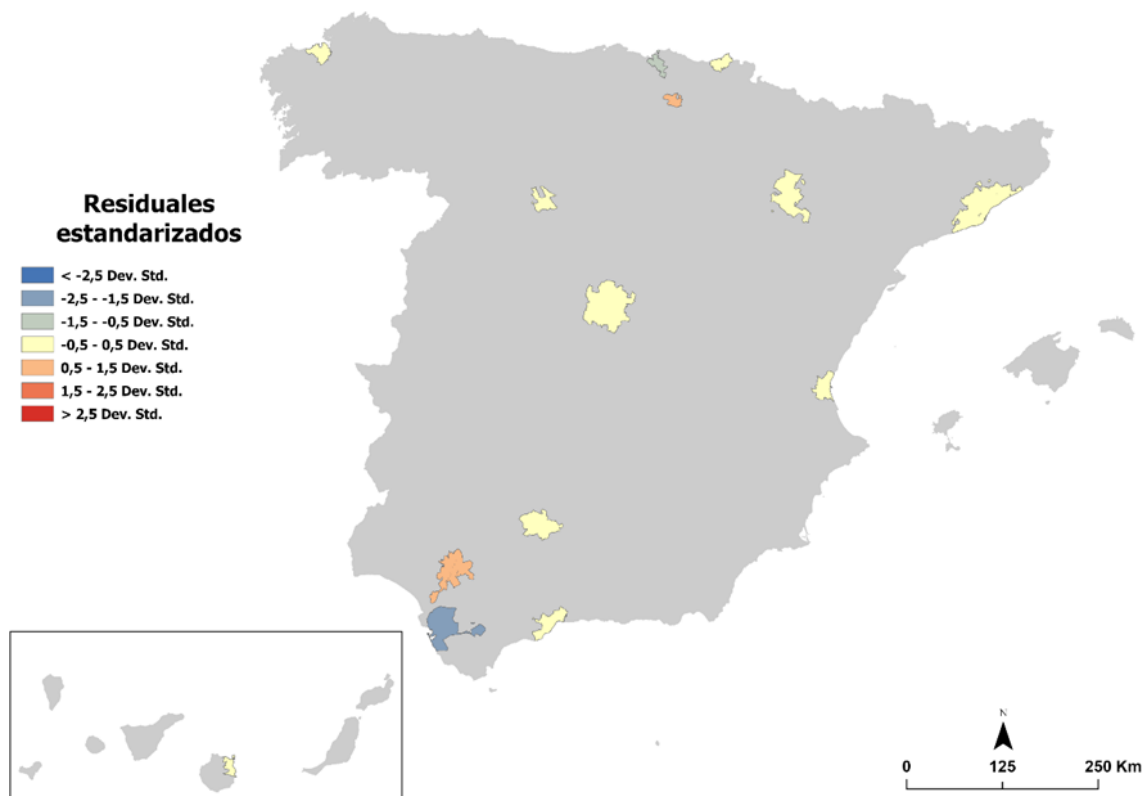 Residuales
estandarizados
< -2,5 Dev. Std.
-2,5 - -1,5 Dev. Std.
-1,5 - -0,5 Dev. Std.
-0,5 - 0,5 Dev. Std.
0,5 - 1,5 Dev. Std.
1,5 - 2,5 Dev. Std.
> 2,5 Dev. Std.
N
0 125 250 Km